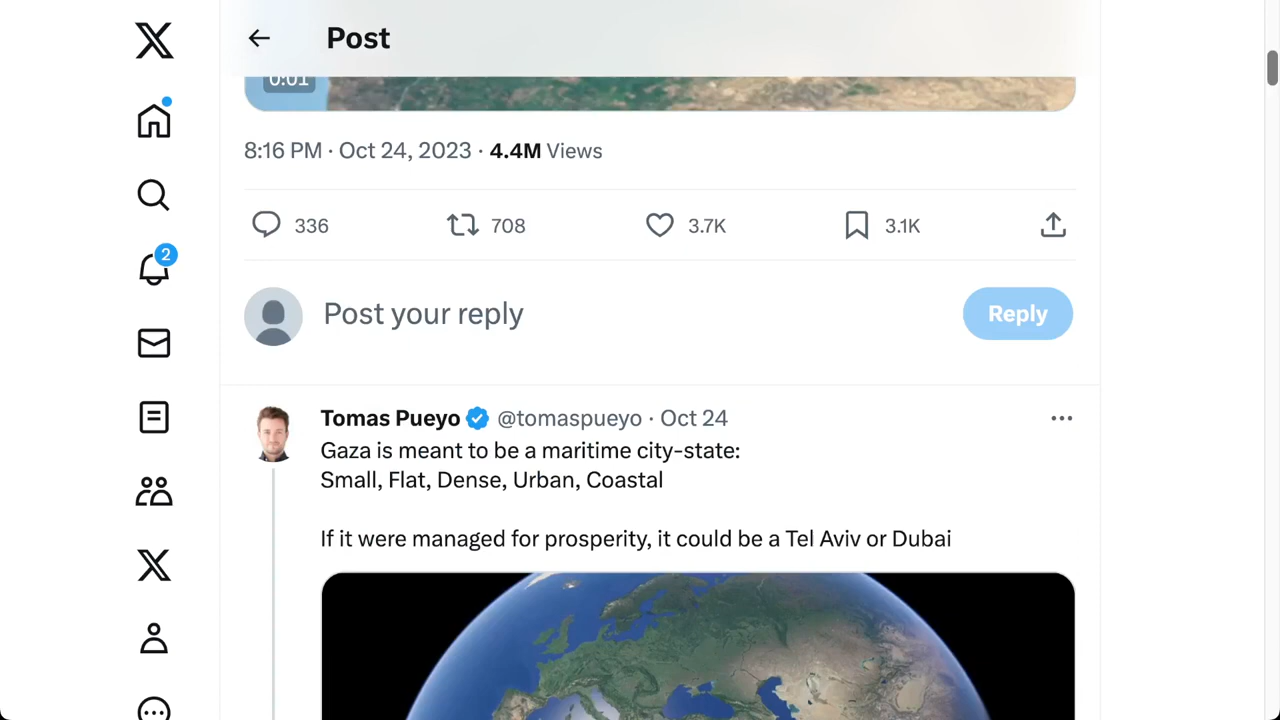 Post
0:01
8:16 PM · Oct 24, 2023 · 4.4M Views
336 708 3.7K 3.1K
2
Post your reply
Reply
Tomas Pueyo @tomaspueyo · Oct 24
Gaza is meant to be a maritime city-state:
Small, Flat, Dense, Urban, Coastal
If it were managed for prosperity, it could be a Tel Aviv or Dubai